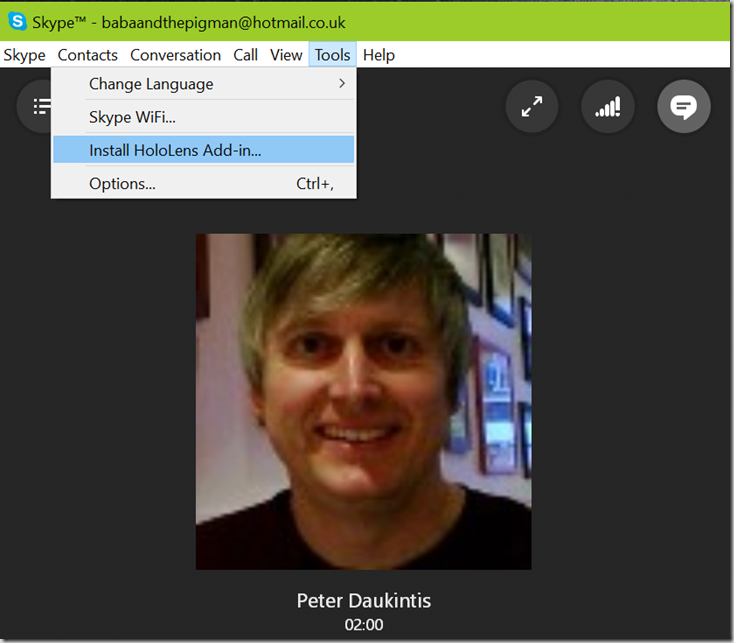 Skype™ - babaandthepigman@hotmail.co.uk
Skype Contacts Conversation Call View Tools Help
Change Language
Skype WiFi...
Install HoloLens Add-in...
Options... Ctrl+,
Peter Daukintis
02:00